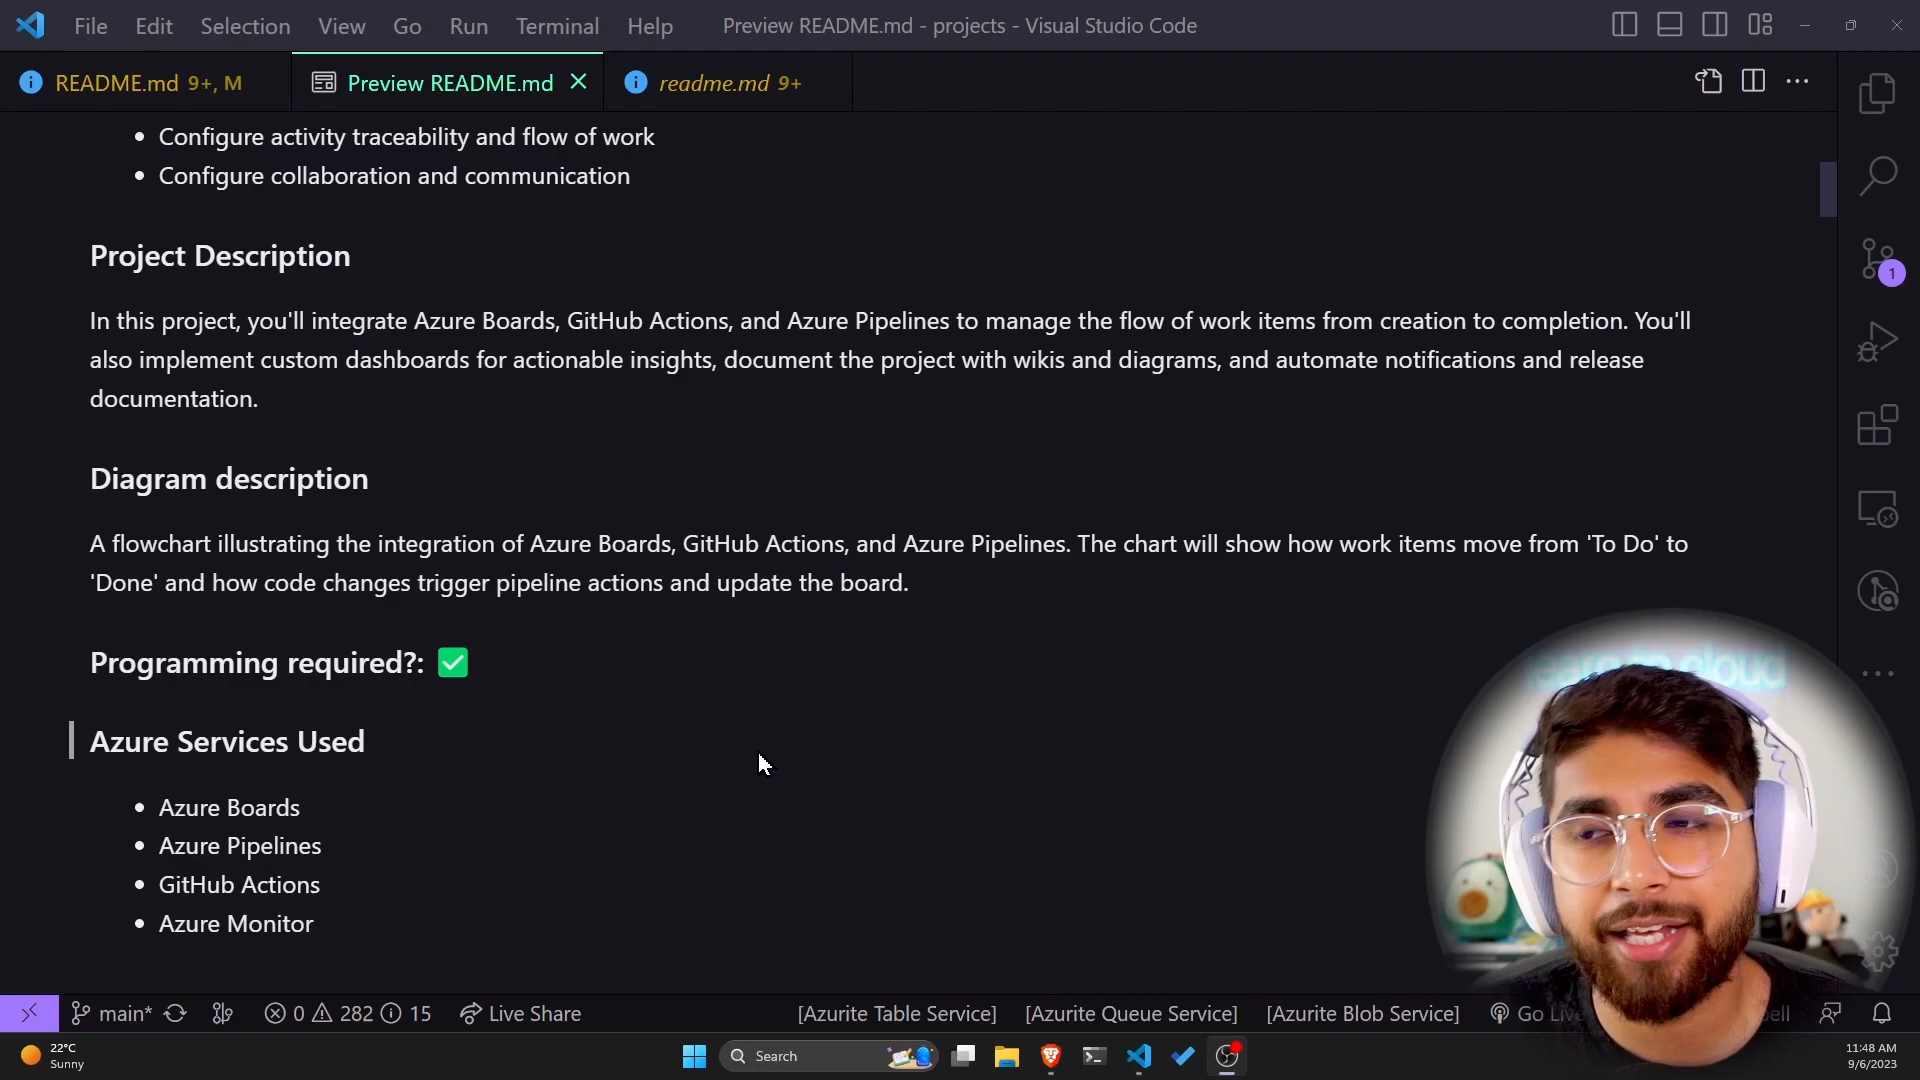 File Edit Selection View Go Run Terminal Help Preview README.md - projects - Visual Studio Code
README.md 9+, M Preview README.md readme.md 9+
Configure activity traceability and flow of work
Configure collaboration and communication
Project Description
In this project, you'll integrate Azure Boards, GitHub Actions, and Azure Pipelines to manage the flow of work items from creation to completion. You'll
also implement custom dashboards for actionable insights, document the project with wikis and diagrams, and automate notifications and release
documentation.
Diagram description
A flowchart illustrating the integration of Azure Boards, GitHub Actions, and Azure Pipelines. The chart will show how work items move from 'To Do' to
'Done' and how code changes trigger pipeline actions and update the board.
Programming required?: ✅
Azure Services Used
Azure Boards
Azure Pipelines
GitHub Actions
Azure Monitor
1
main* 0 282 15 Live Share [Azurite Table Service] [Azurite Queue Service] [Azurite Blob Service] Go
22°C
Sunny
Search
11:48 AM
9/6/2023